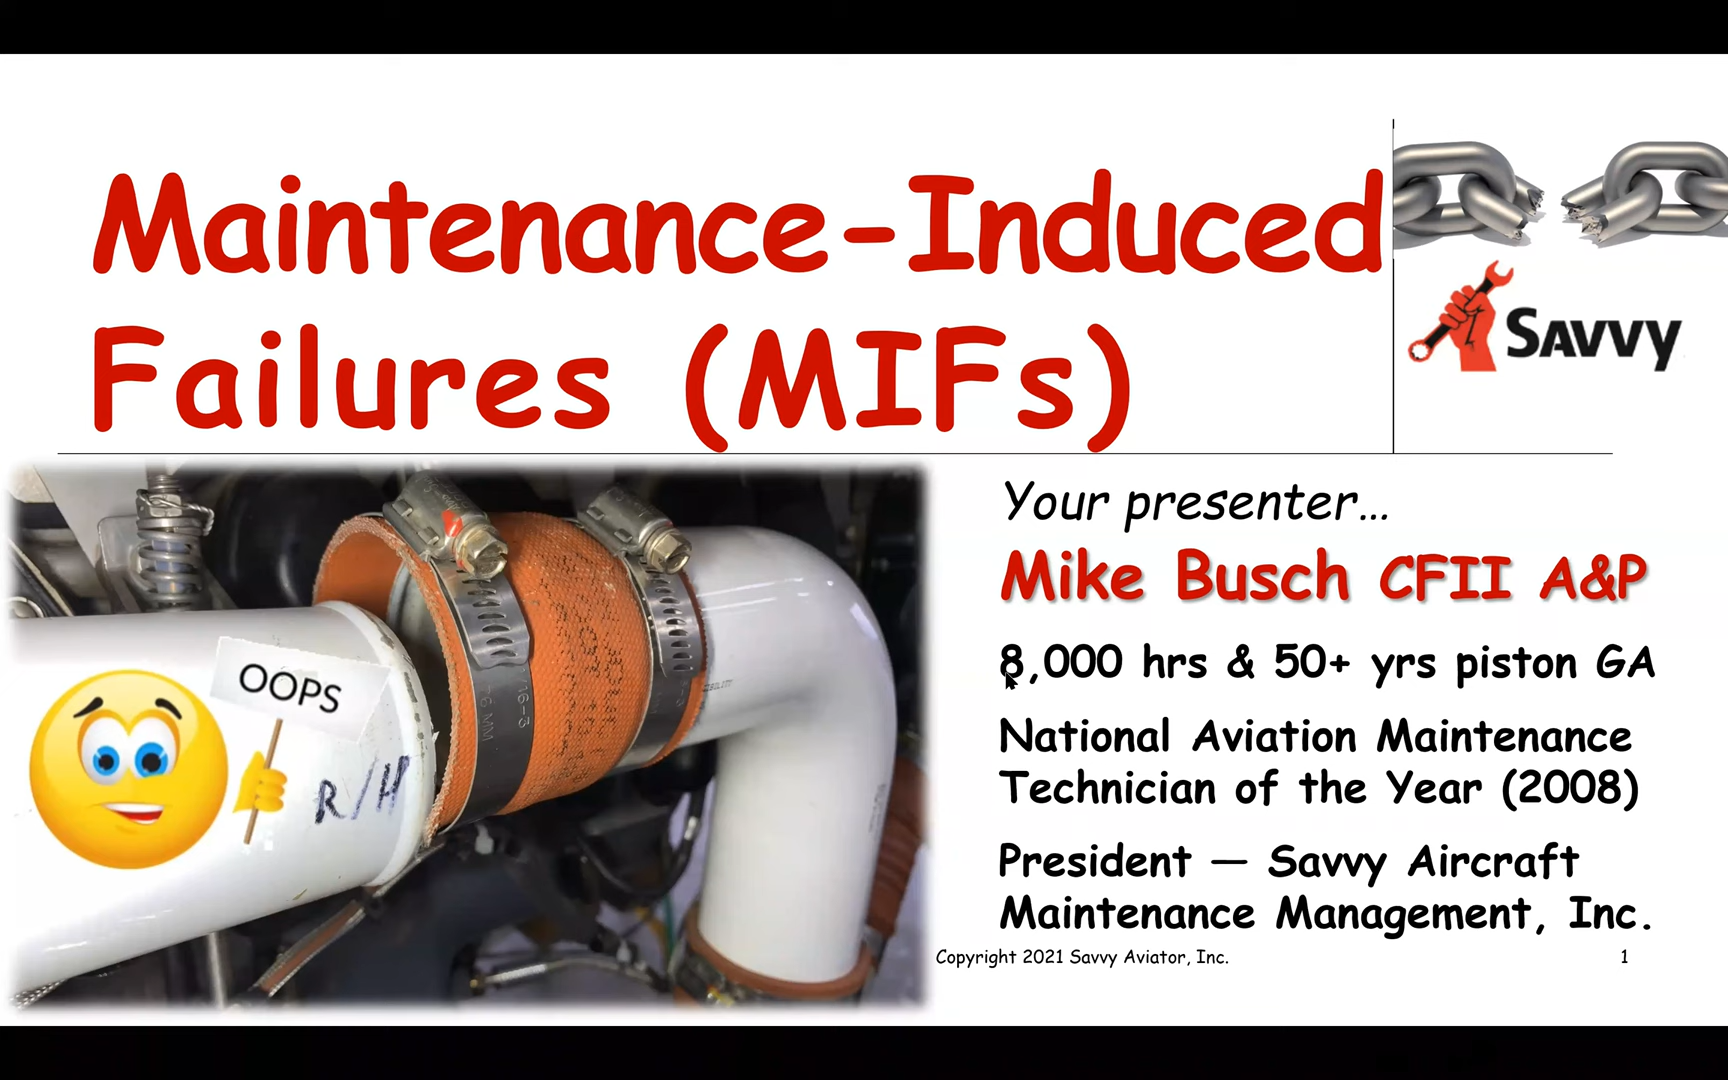 Maintenance-Induced
Failures (MIFs)
SAVVY
Your presenter...
Mike Busch CFII A&P
8,000 hrs & 50+ yrs piston GA
National Aviation Maintenance
Technician of the Year (2008)
President — Savvy Aircraft
Maintenance Management, Inc.
OOPS
R/H
Copyright 2021 Savvy Aviator, Inc.
1